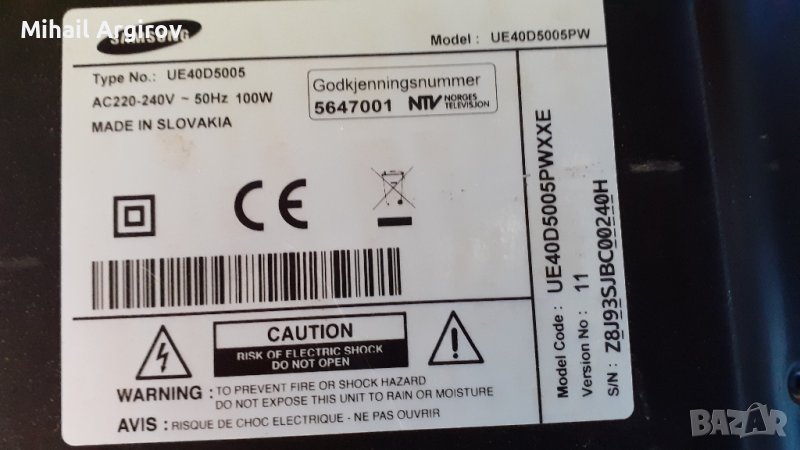 Mihail Argirov
SAMSUNG
Model : UE40D5005PW
Type No.: UE40D5005
AC220-240V ~ 50Hz 100W
MADE IN SLOVAKIA
Godkjenningsnummer
5647001 NTV NORGES TELEVISJON
CE
CAUTION
RISK OF ELECTRIC SHOCK
DO NOT OPEN
WARNING : TO PREVENT FIRE OR SHOCK HAZARD
DO NOT EXPOSE THIS UNIT TO RAIN OR MOISTURE
AVIS : RISQUE DE CHOC ELECTRIQUE - NE PAS OUVRIR
Model Code : UE40D5005PWXXE
Version No : 11
S/N : Z8J93SJBC00240H
BAZAR